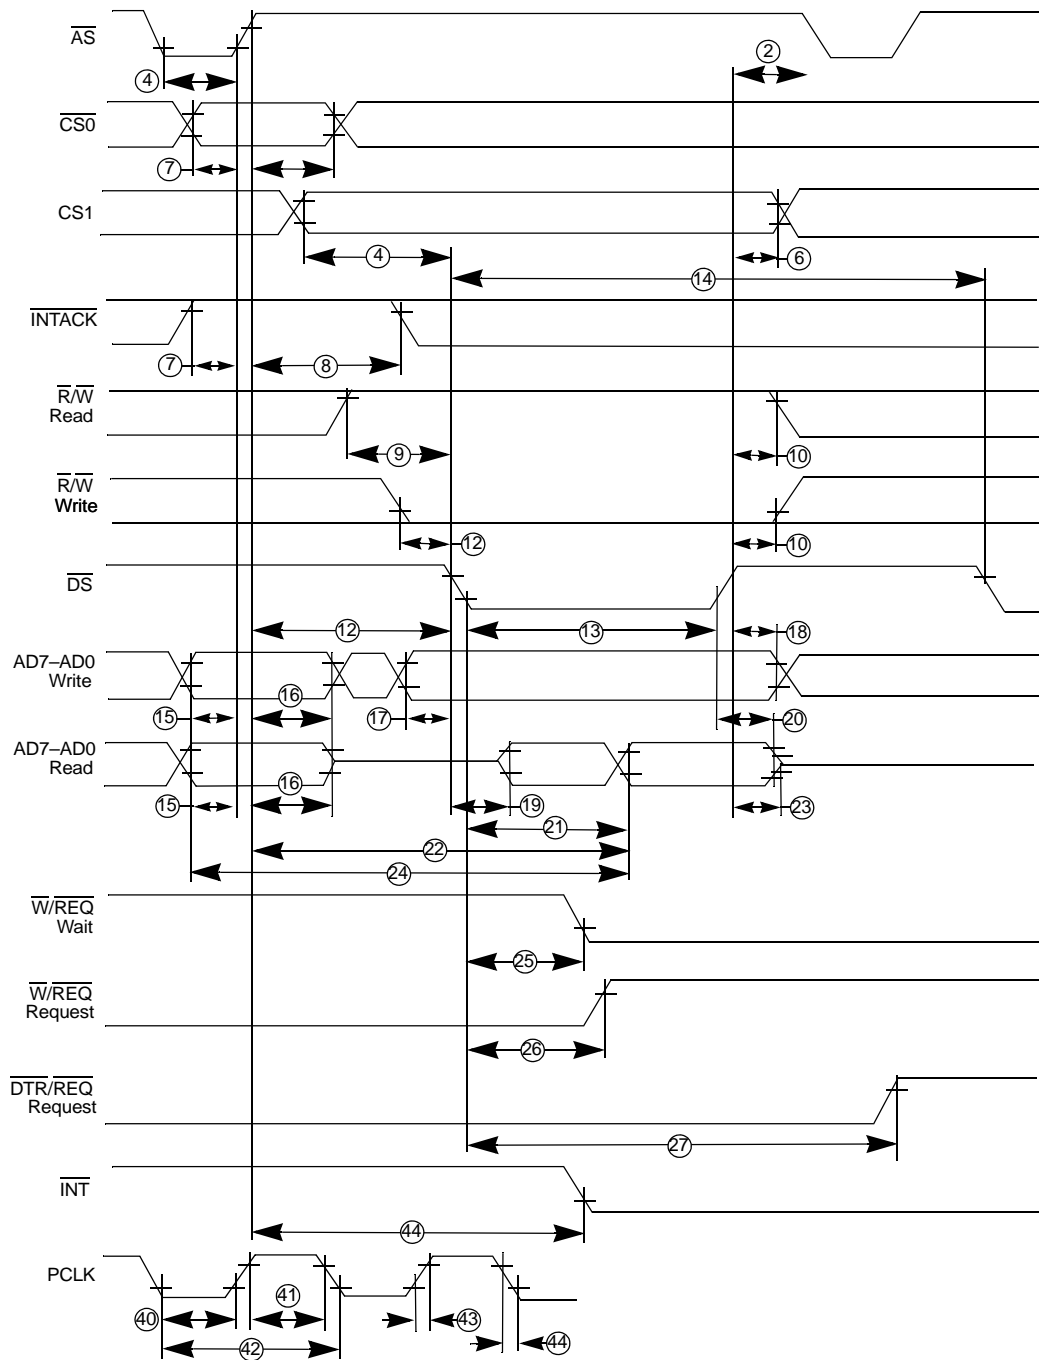 AS
2
4
CS0
7
CS1
4
6
14
INTACK
7
8
R/W
Read
9
10
R/W
Write
12
10
DS
12
13
18
AD7–AD0
Write
16
15
17
20
AD7–AD0
Read
16
15
19
23
21
22
24
W/REQ
Wait
25
W/REQ
Request
26
DTR/REQ
Request
27
INT
44
PCLK
40
41
43
42
44